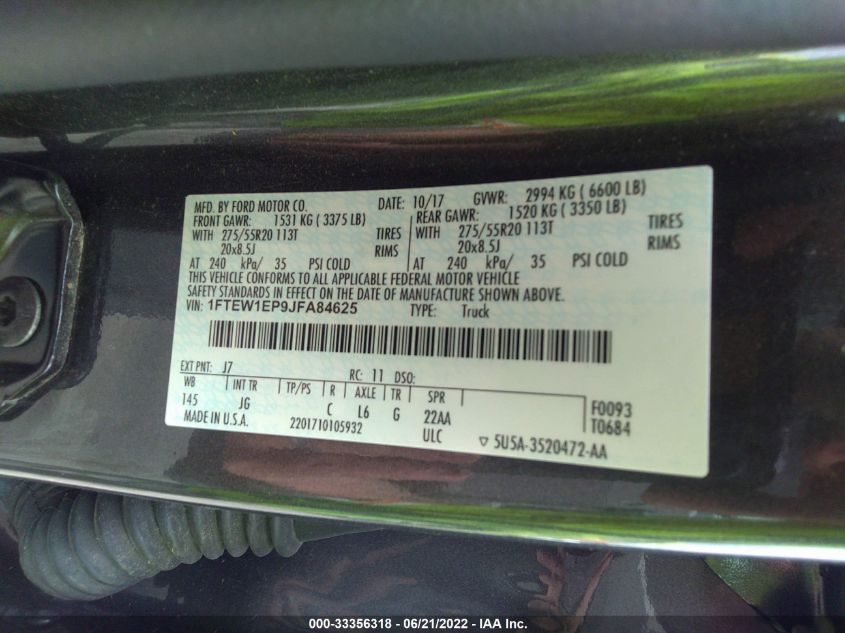 MFD. BY FORD MOTOR CO. DATE: 10/17 GVWR: 2994 KG ( 6600 LB)
FRONT GAWR: 1531 KG ( 3375 LB) REAR GAWR: 1520 KG ( 3350 LB)
WITH 275/55R20 113T TIRES WITH 275/55R20 113T TIRES
20x8.5J RIMS 20x8.5J RIMS
AT 240 kPa/ 35 PSI COLD AT 240 kPa/ 35 PSI COLD
THIS VEHICLE CONFORMS TO ALL APPLICABLE FEDERAL MOTOR VEHICLE
SAFETY STANDARDS IN EFFECT ON THE DATE OF MANUFACTURE SHOWN ABOVE.
VIN: 1FTEW1EP9JFA84625 TYPE: Truck
EXT PNT: J7 RC: 11 DSO:
WB INT TR TP/PS R AXLE TR SPR
145 JG C L6 G 22AA F0093
MADE IN U.S.A. 2201710105932 ULC T0684
▽ 5U5A-3520472-AA
000-33356318 - 06/21/2022 - IAA Inc.